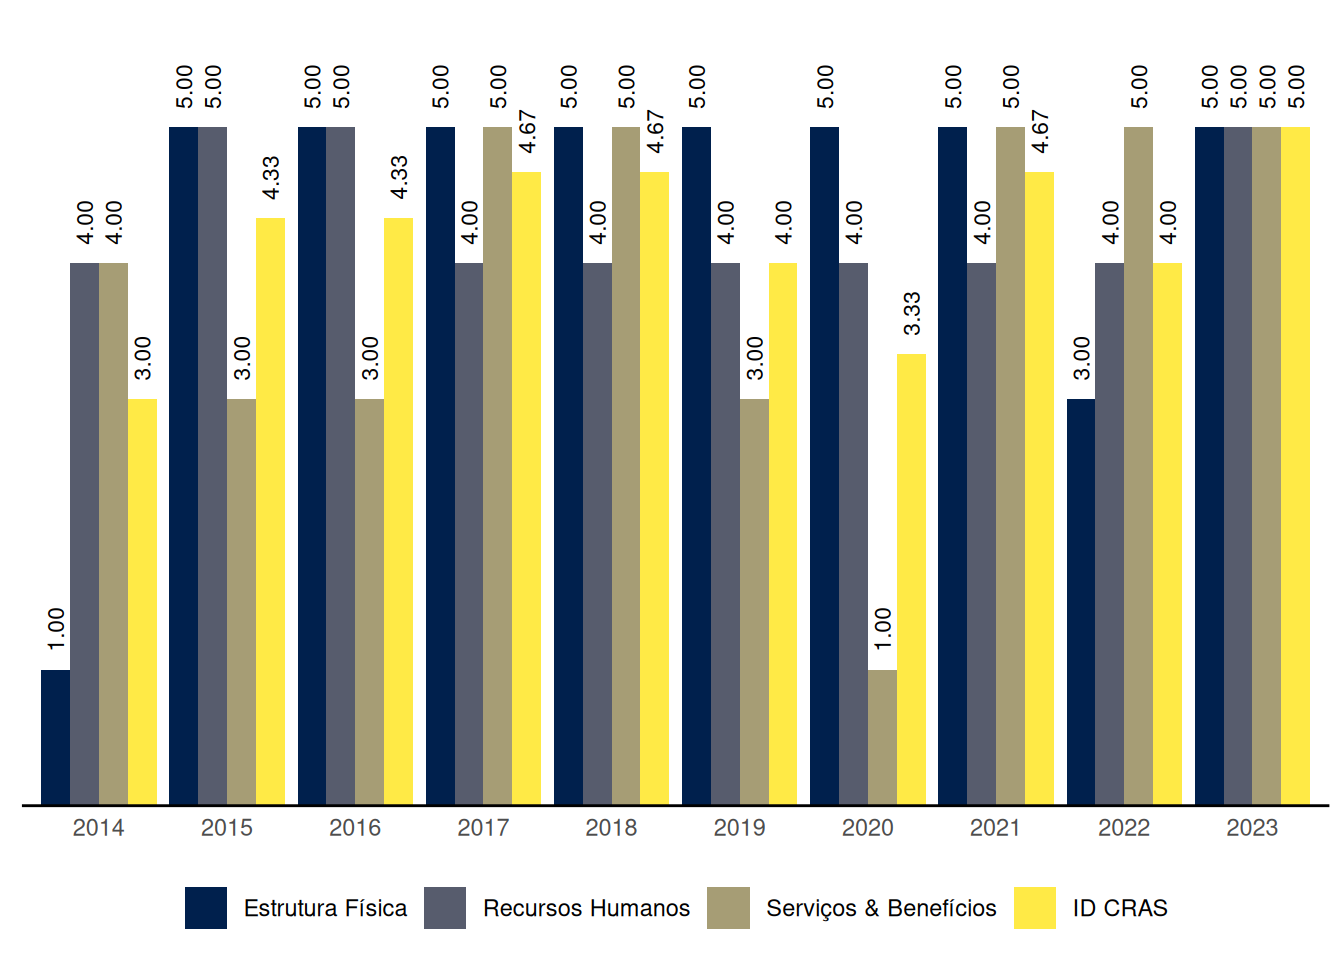 5.00 5.00 5.00 5.00 5.00 5.00 5.00 5.00 5.00 5.00 5.00 5.00 5.00 5.00 5.00 5.00 5.00
4.67 4.67 4.67
4.33 4.33
4.00 4.00 4.00 4.00 4.00 4.00 4.00 4.00 4.00 4.00
3.33
3.00 3.00 3.00 3.00 3.00
1.00 1.00
2014 2015 2016 2017 2018 2019 2020 2021 2022 2023
Estrutura Física Recursos Humanos Serviços & Benefícios ID CRAS